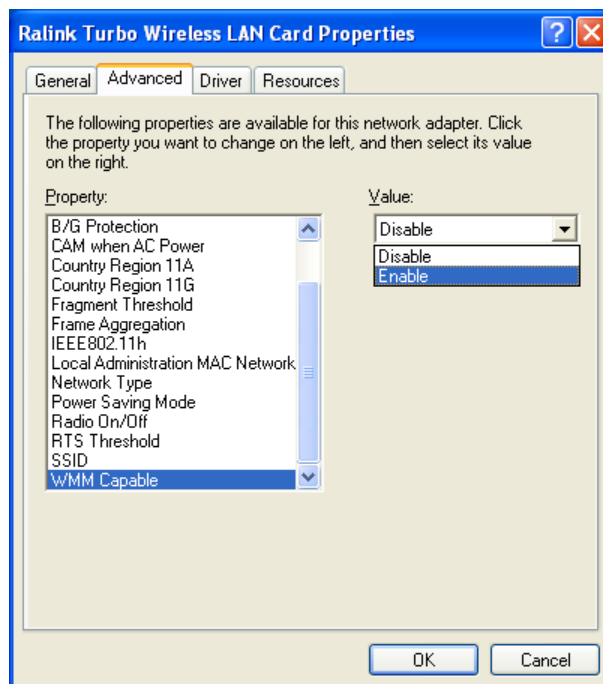 Ralink Turbo Wireless LAN Card Properties
General Advanced Driver Resources
The following properties are available for this network adapter. Click
the property you want to change on the left, and then select its value
on the right.
Property:
B/G Protection
CAM when AC Power
Country Region 11A
Country Region 11G
Fragment Threshold
Frame Aggregation
IEEE802.11h
Local Administration MAC Network
Network Type
Power Saving Mode
Radio On/Off
RTS Threshold
SSID
WMM Capable
Value:
Disable
Disable
Enable
OK Cancel